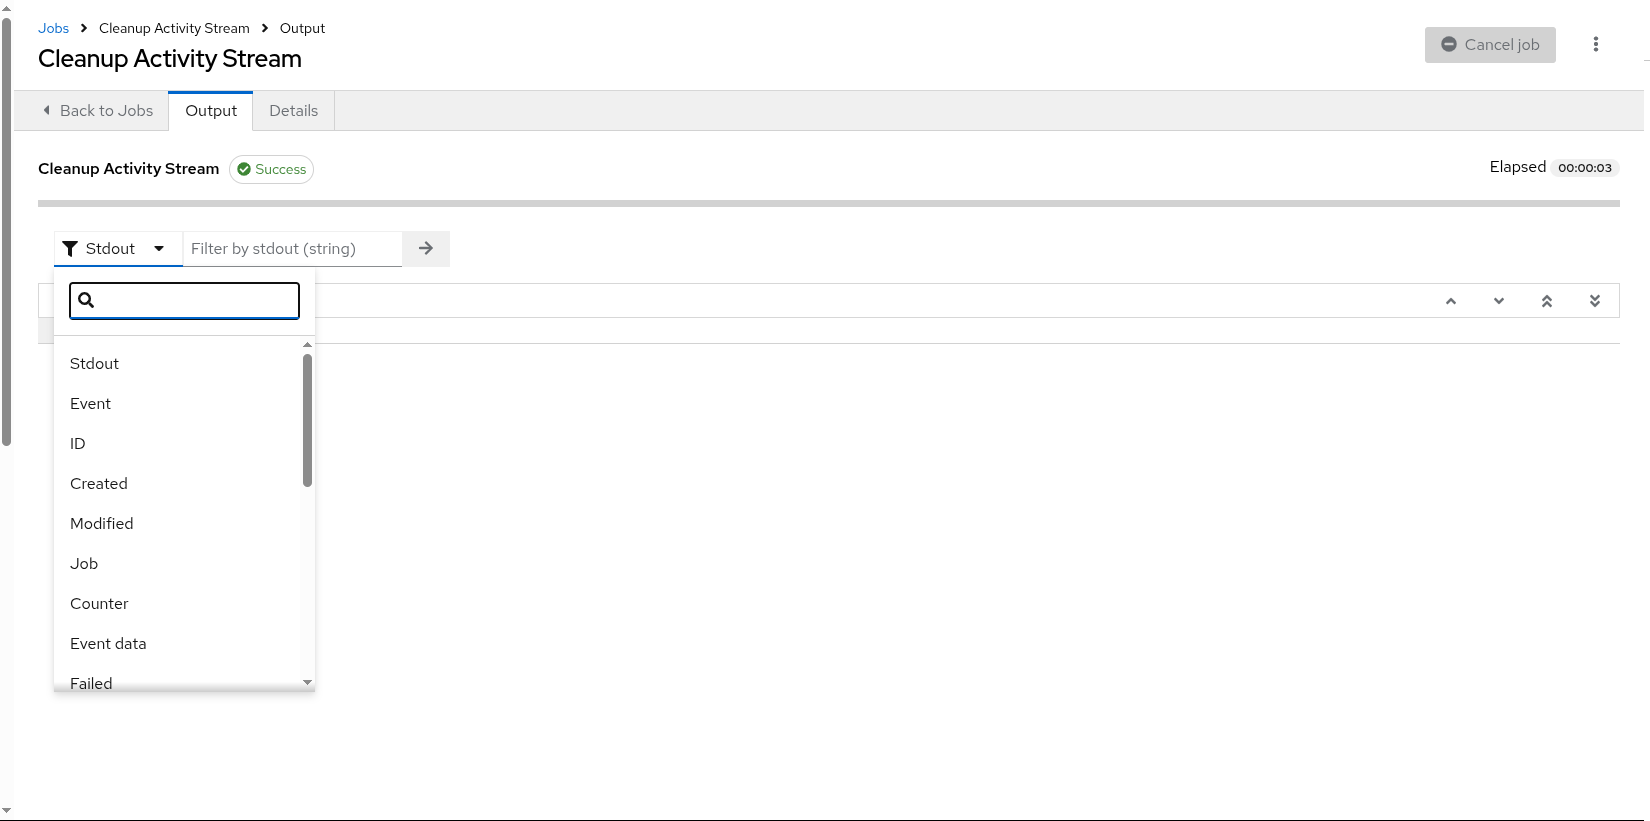 Jobs Cleanup Activity Stream Output
Cleanup Activity Stream
Cancel job
Back to Jobs Output Details
Cleanup Activity Stream Success
Elapsed 00:00:03
Stdout Filter by stdout (string)
Stdout
Event
ID
Created
Modified
Job
Counter
Event data
Failed